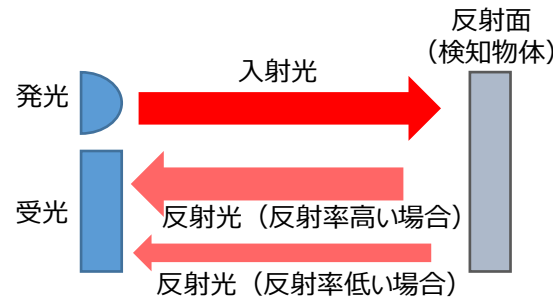 反射面
（検知物体）
入射光
発光
受光
反射光（反射率高い場合）
反射光（反射率低い場合）